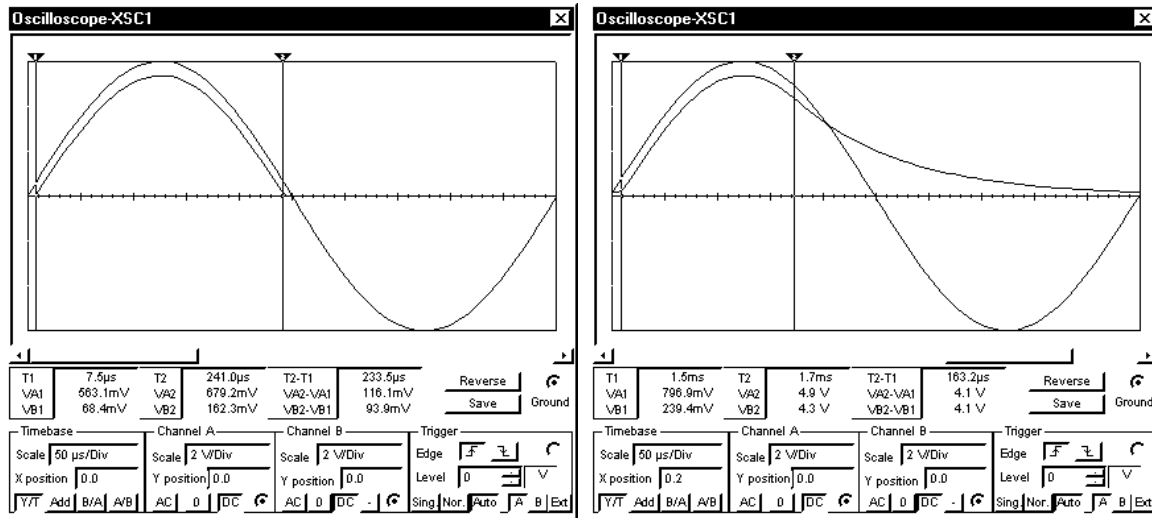 Oscilloscope-XSC1
1 2
T1 7.5µs T2 241.0µs T2-T1 233.5µs Reverse
VA1 563.1mV VA2 679.2mV VA2-VA1 116.1mV
VB1 68.4mV VB2 162.3mV VB2-VB1 93.9mV Save Ground
Timebase Channel A Channel B Trigger
Scale 50 µs/Div Scale 2 V/Div Scale 2 V/Div Edge
X position 0.0 Y position 0.0 Y position 0.0 Level 0 V
Y/T Add B/A A/B AC 0 DC AC 0 DC - Sing. Nor. Auto A B Ext
Oscilloscope-XSC1
1 2
T1 1.5ms T2 1.7ms T2-T1 163.2µs Reverse
VA1 796.9mV VA2 4.9 V VA2-VA1 4.1 V
VB1 239.4mV VB2 4.3 V VB2-VB1 4.1 V Save Ground
Timebase Channel A Channel B Trigger
Scale 50 µs/Div Scale 2 V/Div Scale 2 V/Div Edge
X position 0.2 Y position 0.0 Y position 0.0 Level 0 V
Y/T Add B/A A/B AC 0 DC AC 0 DC - Sing. Nor. Auto A B Ext